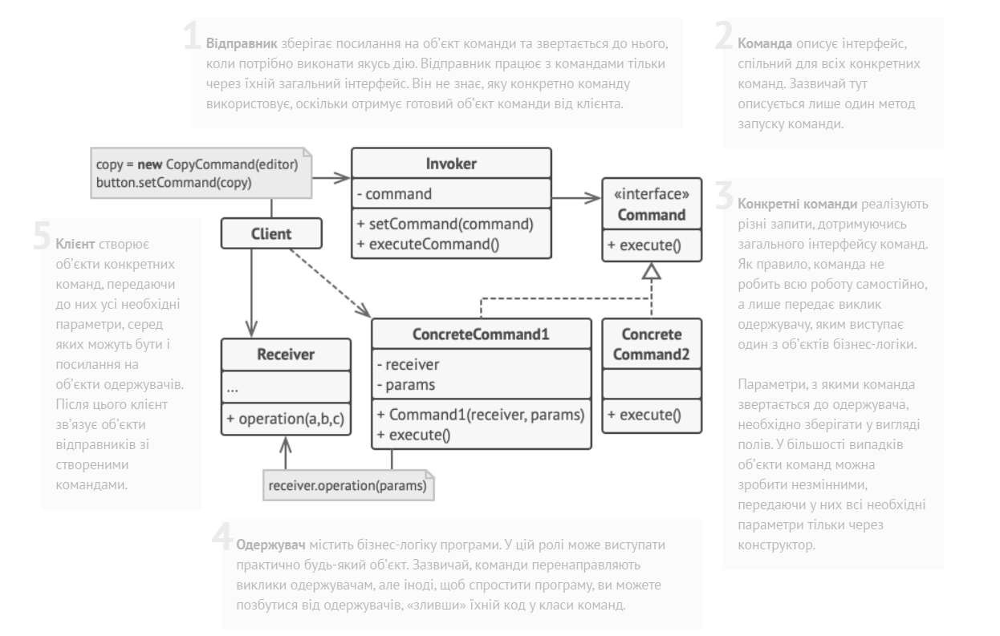 1
Відправник зберігає посилання на об’єкт команди та звертається до нього,
коли потрібно виконати якусь дію. Відправник працює з командами тільки
через їхній загальний інтерфейс. Він не знає, яку конкретно команду
використовує, оскільки отримує готовий об’єкт команди від клієнта.
2
Команда описує інтерфейс,
спільний для всіх конкретних
команд. Зазвичай тут
описується лише один метод
запуску команди.
copy = new CopyCommand(editor)
button.setCommand(copy)
Invoker
- command
+ setCommand(command)
+ executeCommand()
«interface»
Command
+ execute()
3
Конкретні команди реалізують
різні запити, дотримуючись
загального інтерфейсу команд.
Як правило, команда не
робить всю роботу самостійно,
а лише передає виклик
одержувачу, яким виступає
один з об’єктів бізнес-логіки.
Параметри, з якими команда
звертається до одержувача,
необхідно зберігати у вигляді
полів. У більшості випадків
об’єкти команд можна
зробити незмінними,
передаючи у них всі необхідні
параметри тільки через
конструктор.
5
Клієнт створює
об’єкти конкретних
команд, передаючи
до них усі необхідні
параметри, серед
яких можуть бути і
посилання на
об’єкти одержувачів.
Після цього клієнт
зв’язує об’єкти
відправників зі
створеними
командами.
Client
Receiver
...
+ operation(a,b,c)
ConcreteCommand1
- receiver
- params
+ Command1(receiver, params)
+ execute()
Concrete
Command2
+ execute()
receiver.operation(params)
4
Одержувач містить бізнес-логіку програми. У цій ролі може виступати
практично будь-який об’єкт. Зазвичай, команди перенаправляють
виклики одержувачам, але іноді, щоб спростити програму, ви можете
позбутися від одержувачів, «зливши» їхній код у класи команд.